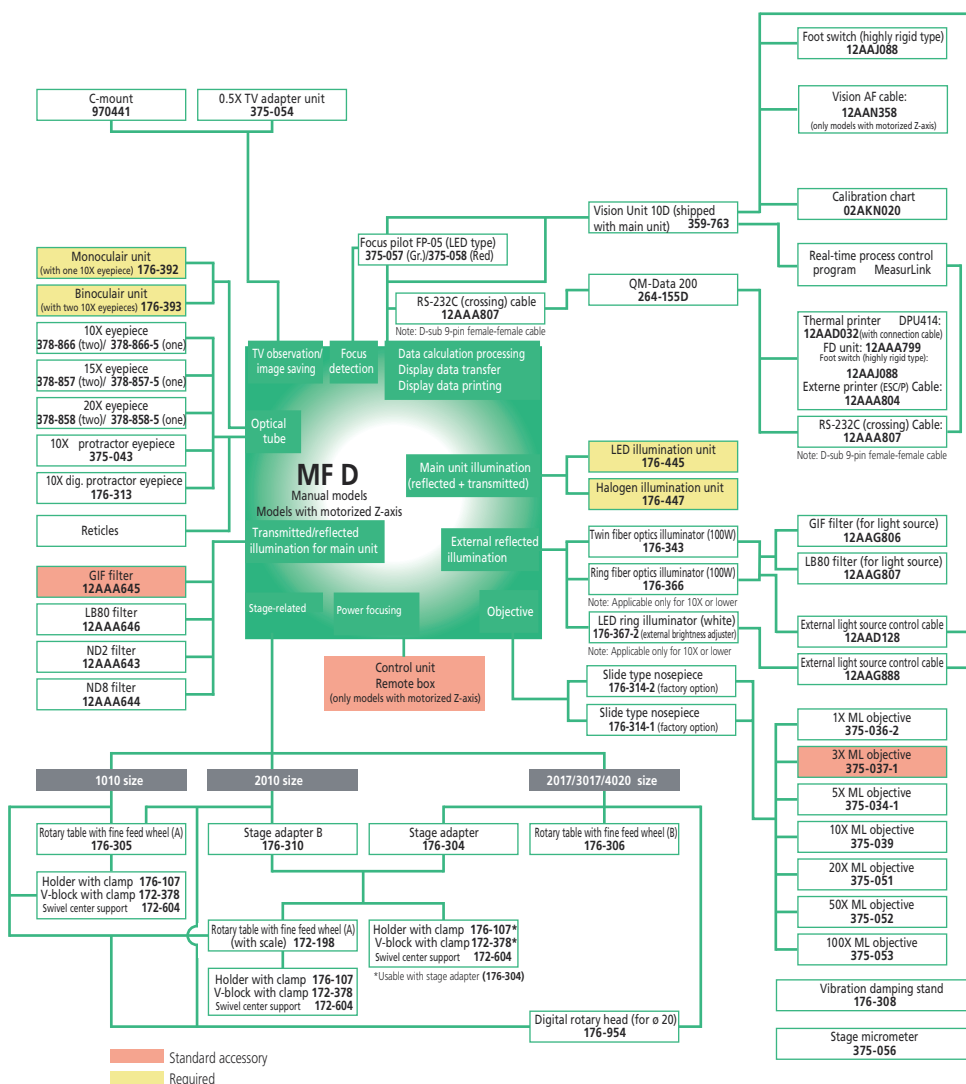 Foot switch (highly rigid type)
12AAJ088
C-mount
970441
0.5X TV adapter unit
375-054
Vision AF cable:
12AAN358
(only models with motorized Z-axis)
Calibration chart
02AKN020
Vision Unit 10D (shipped
with main unit) 359-763
Focus pilot FP-05 (LED type)
375-057 (Gr.)/375-058 (Red)
Real-time process control
program MeasurLink
Monoculair unit
(with one 10X eyepiece) 176-392
Binoculair unit
(with two 10X eyepieces) 176-393
RS-232C (crossing) cable
12AAA807
Note: D-sub 9-pin female-female cable
QM-Data 200
264-155D
Thermal printer DPU414:
12AAD032(with connection cable)
FD unit: 12AAA799
Foot switch (highly rigid type):
12AAJ088
Externe printer (ESC/P) Cable:
12AAA804
RS-232C (crossing) Cable:
12AAA807
Note: D-sub 9-pin female-female cable
10X eyepiece
378-866 (two)/ 378-866-5 (one)
15X eyepiece
378-857 (two)/ 378-857-5 (one)
20X eyepiece
378-858 (two)/ 378-858-5 (one)
10X protractor eyepiece
375-043
10X dig. protractor eyepiece
176-313
Reticles
TV observation/
image saving
Focus
detection
Data calculation processing
Display data transfer
Display data printing
Optical
tube
MF D
Manual models
Models with motorized Z-axis
Main unit illumination
(reflected + transmitted)
LED illumination unit
176-445
Halogen illumination unit
176-447
Transmitted/reflected
illumination for main unit
External reflected
illumination
Twin fiber optics illuminator (100W)
176-343
Ring fiber optics illuminator (100W)
176-366
Note: Applicable only for 10X or lower
LED ring illuminator (white)
176-367-2 (external brightness adjuster)
Note: Applicable only for 10X or lower
GIF filter (for light source)
12AAG806
LB80 filter (for light source)
12AAG807
External light source control cable
12AAD128
External light source control cable
12AAG888
GIF filter
12AAA645
LB80 filter
12AAA646
ND2 filter
12AAA643
ND8 filter
12AAA644
Stage-related
Power focusing
Objective
Control unit
Remote box
(only models with motorized Z-axis)
Slide type nosepiece
176-314-2 (factory option)
Slide type nosepiece
176-314-1 (factory option)
1X ML objective
375-036-2
3X ML objective
375-037-1
5X ML objective
375-034-1
10X ML objective
375-039
20X ML objective
375-051
50X ML objective
375-052
100X ML objective
375-053
1010 size
2010 size
2017/3017/4020 size
Rotary table with fine feed wheel (A)
176-305
Stage adapter B
176-310
Stage adapter
176-304
Rotary table with fine feed wheel (B)
176-306
Holder with clamp 176-107
V-block with clamp 172-378
Swivel center support 172-604
Rotary table with fine feed wheel (A)
(with scale) 172-198
Holder with clamp 176-107*
V-block with clamp 172-378*
Swivel center support 172-604
*Usable with stage adapter (176-304)
Holder with clamp 176-107
V-block with clamp 172-378
Swivel center support 172-604
Digital rotary head (for ø 20)
176-954
Vibration damping stand
176-308
Stage micrometer
375-056
Standard accessory
Required